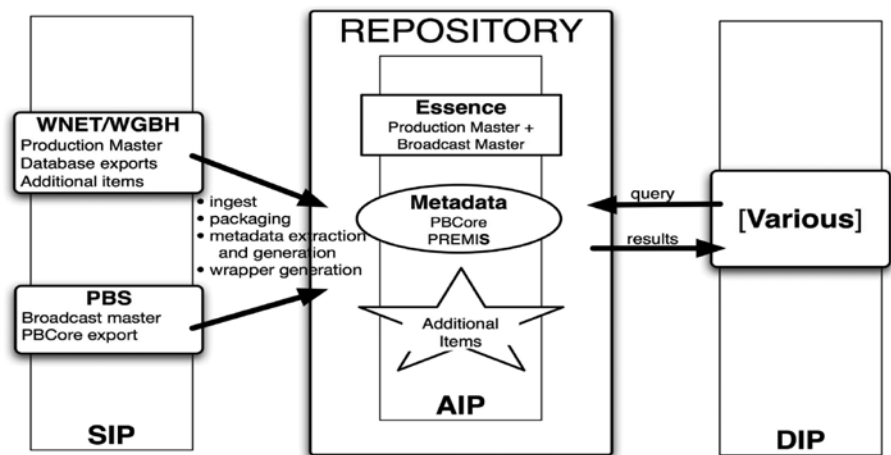 REPOSITORY
WNET/WGBH
Production Master
Database exports
Additional items
• ingest
• packaging
• metadata extraction
and generation
• wrapper generation
PBS
Broadcast master
PBCore export
SIP
Essence
Production Master +
Broadcast Master
Metadata
PBCore
PREMIS
Additional
Items
AIP
query
results
[Various]
DIP